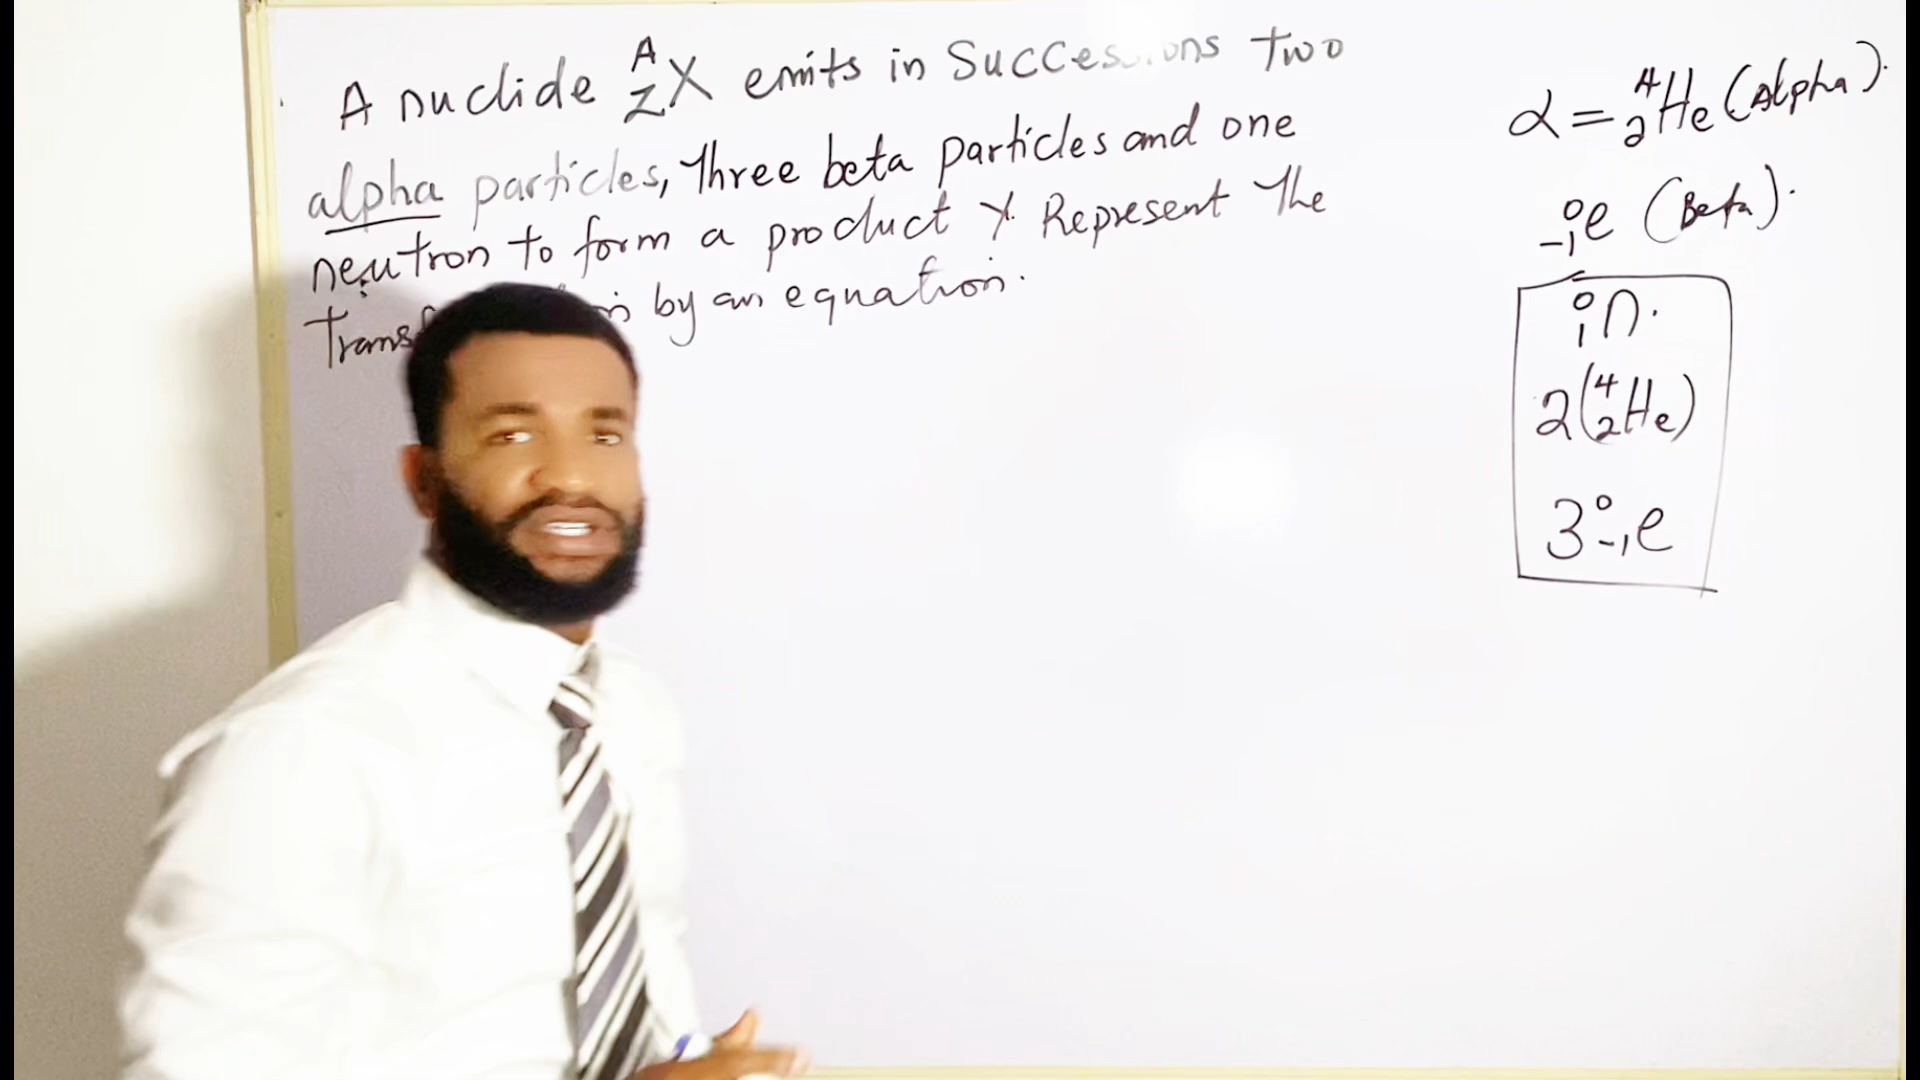 A nuclide ᴬ_Z X emits in Successions Two
alpha particles, Three beta particles and one
neutron to form a product Y. Represent The
by an equation.
α = ⁴₂He (Alpha).
⁰₋₁e (Beta).
⁰₁n.
2(⁴₂He)
3⁰₋₁e